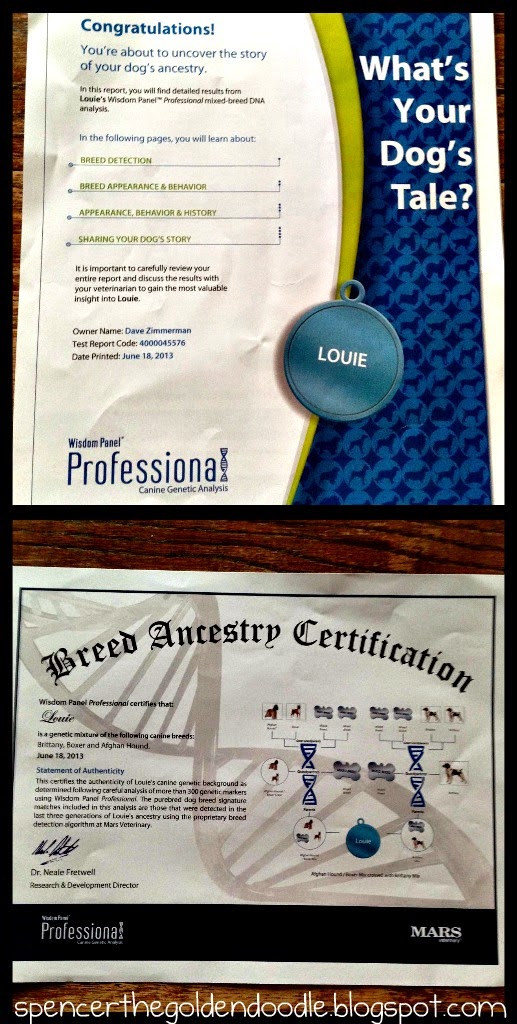 Congratulations!
You're about to uncover the story
of your dog's ancestry.
In this report, you will find detailed results from
Louie's Wisdom Panel™ Professional mixed-breed DNA
analysis.
In the following pages, you will learn about:
BREED DETECTION
BREED APPEARANCE & BEHAVIOR
APPEARANCE, BEHAVIOR & HISTORY
SHARING YOUR DOG'S STORY
It is important to carefully review your
entire report and discuss the results with
your veterinarian to gain the most valuable
insight into Louie.
Owner Name: Dave Zimmerman
Test Report Code: 4000045576
Date Printed: June 18, 2013
Wisdom Panel
Professional
Canine Genetic Analysis
What's
Your
Dog's
Tale?
LOUIE
Breed Ancestry Certification
Wisdom Panel Professional certifies that:
Louie
is a genetic mixture of the following canine breeds:
Brittany, Boxer and Afghan Hound.
June 18, 2013
Statement of Authenticity
This certifies the authenticity of Louie's canine genetic background as
determined following careful analysis of more than 300 genetic markers
using Wisdom Panel Professional. The purebred dog breed signature
matches included in this analysis are those that were detected in the
last three generations of Louie's ancestry using the proprietary breed
detection algorithm at Mars Veterinary.
Dr. Neale Fretwell
Research & Development Director
Louie
Afghan Hound / Boxer Mix crossed with Brittany Mix
Wisdom Panel
Professional
Canine Genetic Analysis
MARS
veterinary
spencerthegoldendoodle.blogspot.com